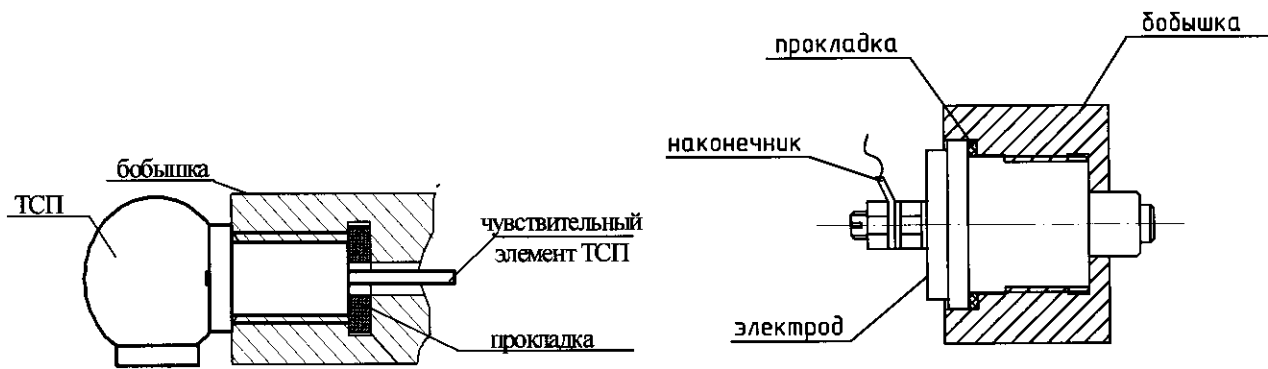 бобышка
ТСП
чувствительный
элемент ТСП
прокладка
прокладка
бобышка
наконечник
электрод